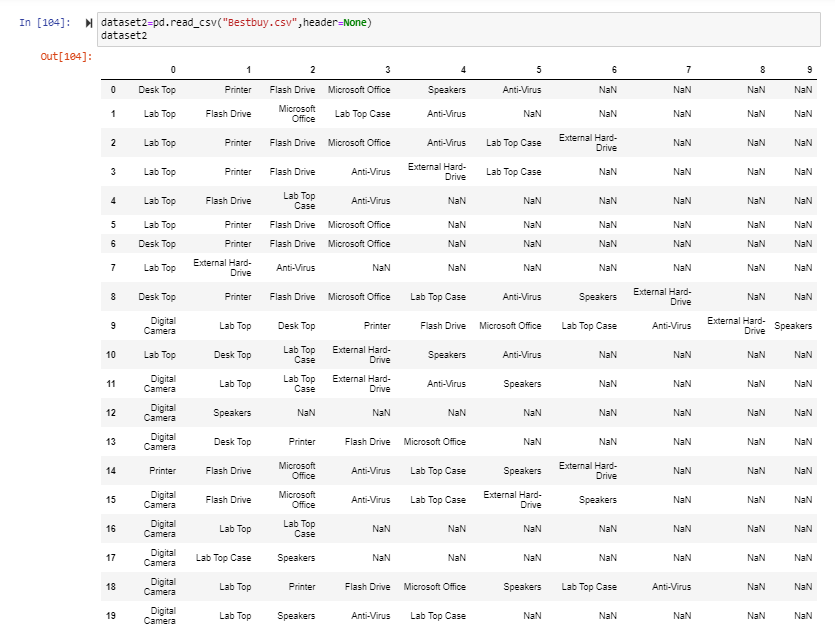 In [104]: dataset2=pd.read_csv("Bestbuy.csv",header=None)
dataset2
Out[104]:
0 1 2 3 4 5 6 7 8 9
0 Desk Top Printer Flash Drive Microsoft Office Speakers Anti-Virus NaN NaN NaN NaN
1 Lab Top Flash Drive Microsoft Office Lab Top Case Anti-Virus NaN NaN NaN NaN NaN
2 Lab Top Printer Flash Drive Microsoft Office Anti-Virus Lab Top Case External Hard-Drive NaN NaN NaN
3 Lab Top Printer Flash Drive Anti-Virus External Hard-Drive Lab Top Case NaN NaN NaN NaN
4 Lab Top Flash Drive Lab Top Case Anti-Virus NaN NaN NaN NaN NaN NaN
5 Lab Top Printer Flash Drive Microsoft Office NaN NaN NaN NaN NaN NaN
6 Desk Top Printer Flash Drive Microsoft Office NaN NaN NaN NaN NaN NaN
7 Lab Top External Hard-Drive Anti-Virus NaN NaN NaN NaN NaN NaN NaN
8 Desk Top Printer Flash Drive Microsoft Office Lab Top Case Anti-Virus Speakers External Hard-Drive NaN NaN
9 Digital Camera Lab Top Desk Top Printer Flash Drive Microsoft Office Lab Top Case Anti-Virus External Hard-Drive Speakers
10 Lab Top Desk Top Lab Top Case External Hard-Drive Speakers Anti-Virus NaN NaN NaN NaN
11 Digital Camera Lab Top Lab Top Case External Hard-Drive Anti-Virus Speakers NaN NaN NaN NaN
12 Digital Camera Speakers NaN NaN NaN NaN NaN NaN NaN NaN
13 Digital Camera Desk Top Printer Flash Drive Microsoft Office NaN NaN NaN NaN NaN
14 Printer Flash Drive Microsoft Office Anti-Virus Lab Top Case Speakers External Hard-Drive NaN NaN NaN
15 Digital Camera Flash Drive Microsoft Office Anti-Virus Lab Top Case External Hard-Drive Speakers NaN NaN NaN
16 Digital Camera Lab Top Lab Top Case NaN NaN NaN NaN NaN NaN NaN
17 Digital Camera Lab Top Case Speakers NaN NaN NaN NaN NaN NaN NaN
18 Digital Camera Lab Top Printer Flash Drive Microsoft Office Speakers Lab Top Case Anti-Virus NaN NaN
19 Digital Camera Lab Top Speakers Anti-Virus Lab Top Case NaN NaN NaN NaN NaN